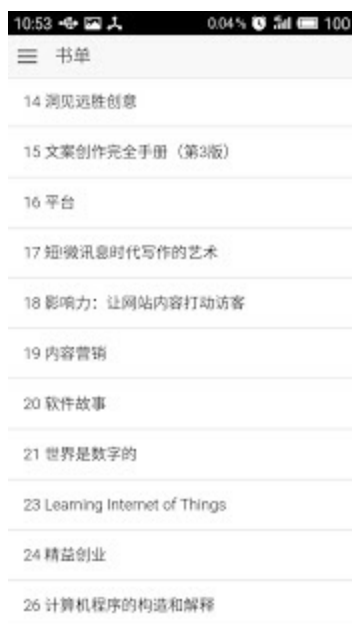 10:53 0.04% 100
书单
14 洞见远胜创意
15 文案创作完全手册（第3版）
16 平台
17 短!微讯息时代写作的艺术
18 影响力：让网站内容打动访客
19 内容营销
20 软件故事
21 世界是数字的
23 Learning Internet of Things
24 精益创业
26 计算机程序的构造和解释